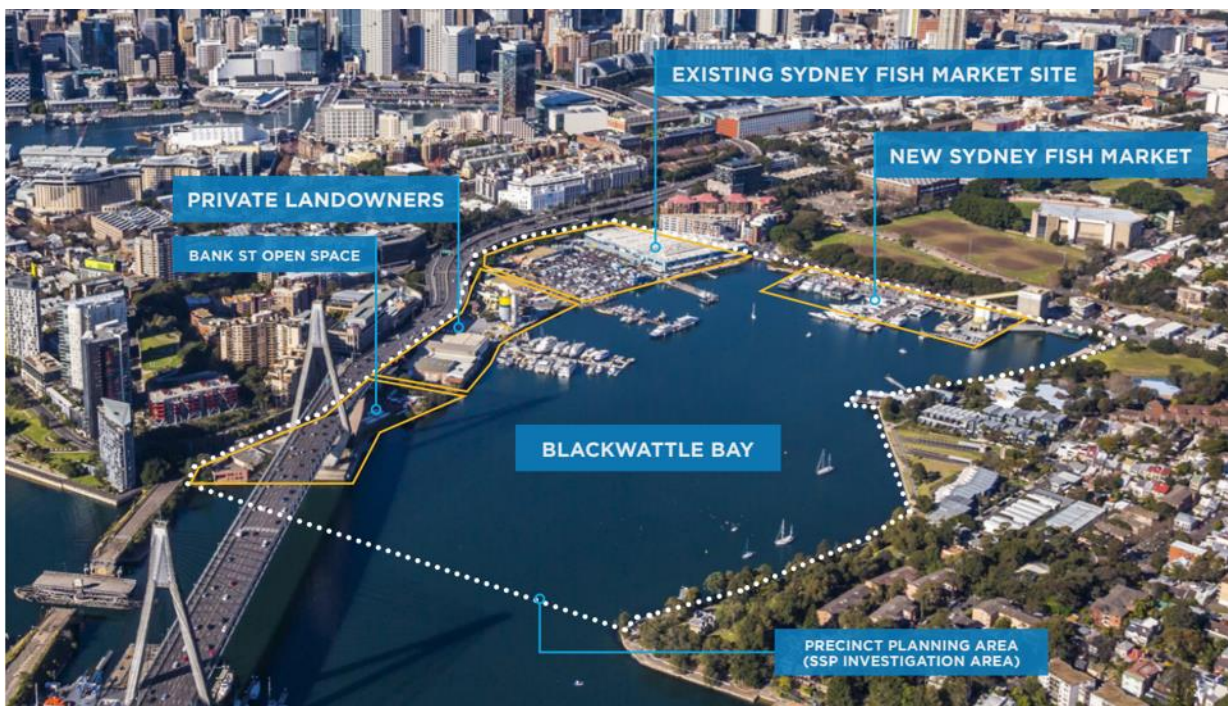 EXISTING SYDNEY FISH MARKET SITE
NEW SYDNEY FISH MARKET
PRIVATE LANDOWNERS
BANK ST OPEN SPACE
BLACKWATTLE BAY
PRECINCT PLANNING AREA
(SSP INVESTIGATION AREA)